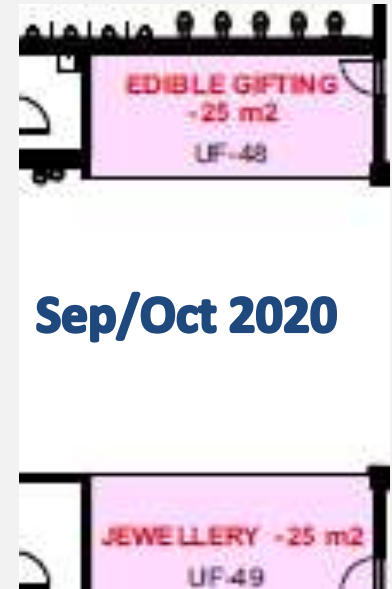 EDIBLE GIFTING
-25 m2
UF-48
Sep/Oct 2020
JEWELLERY -25 m2
UF-49